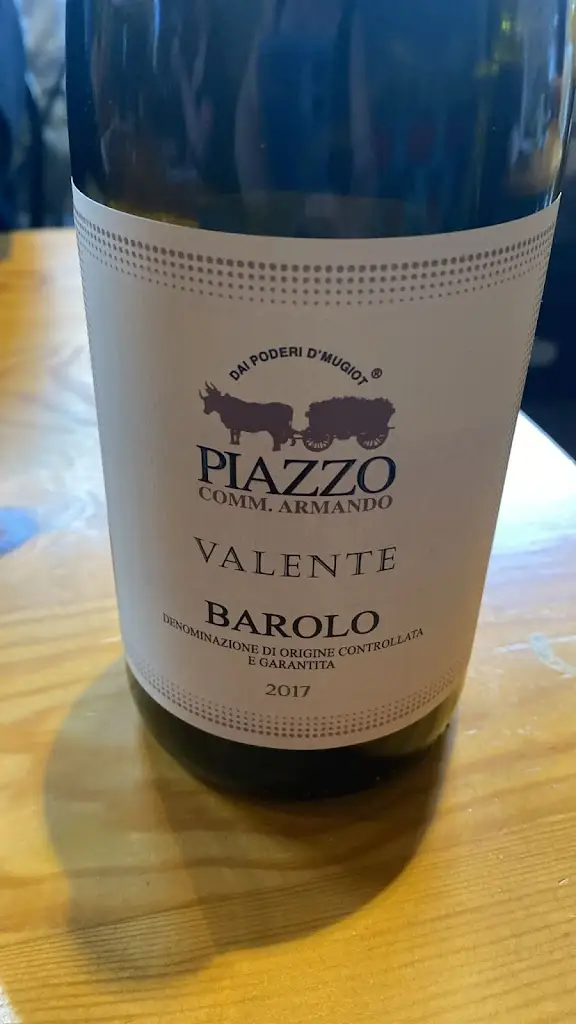 DAI PODERI D'MUGIOT ®
PIAZZO
COMM. ARMANDO
VALENTE
BAROLO
DENOMINAZIONE DI ORIGINE CONTROLLATA
E GARANTITA
2017